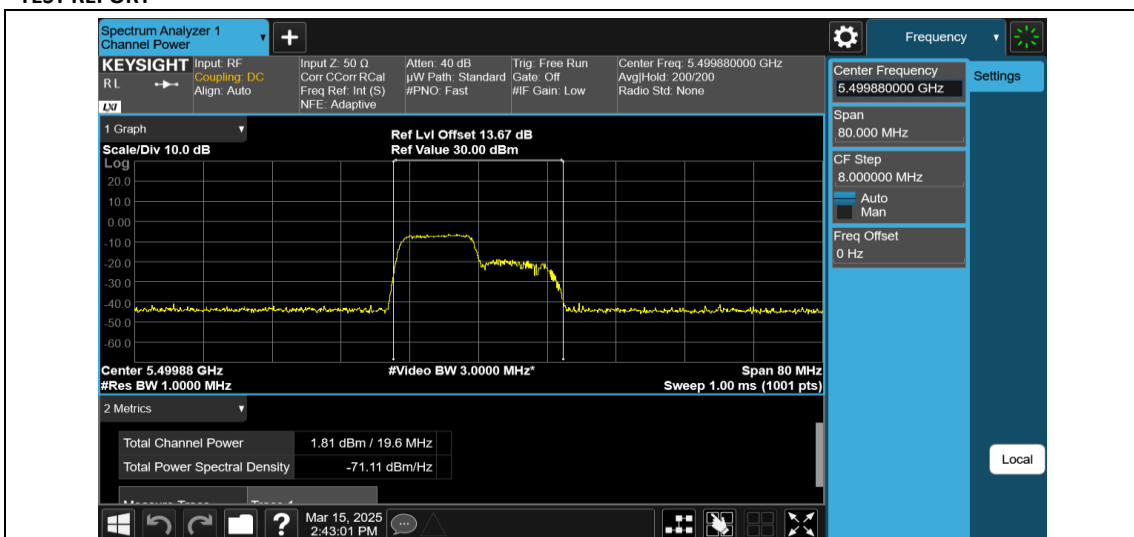 TEST REPORT
Spectrum Analyzer 1
Channel Power
Frequency
KEYSIGHT
R L
LXI
Input: RF
Coupling: DC
Align: Auto
Input Z: 50 Ω
Corr CCorr RCal
Freq Ref: Int (S)
NFE: Adaptive
Atten: 40 dB
µW Path: Standard
#PNO: Fast
Trig: Free Run
Gate: Off
#IF Gain: Low
Center Freq: 5.499880000 GHz
Avg|Hold: 200/200
Radio Std: None
Center Frequency
5.499880000 GHz
Settings
Span
80.000 MHz
CF Step
8.000000 MHz
Auto
Man
Freq Offset
0 Hz
Local
1 Graph
Scale/Div 10.0 dB
Ref Lvl Offset 13.67 dB
Ref Value 30.00 dBm
Log
20.0
10.0
0.00
-10.0
-20.0
-30.0
-40.0
-50.0
-60.0
Center 5.49988 GHz
#Video BW 3.0000 MHz*
Span 80 MHz
#Res BW 1.0000 MHz
Sweep 1.00 ms (1001 pts)
2 Metrics
Total Channel Power 1.81 dBm / 19.6 MHz
Total Power Spectral Density -71.11 dBm/Hz
Measure Trace Trace 1
?
Mar 15, 2025
2:43:01 PM